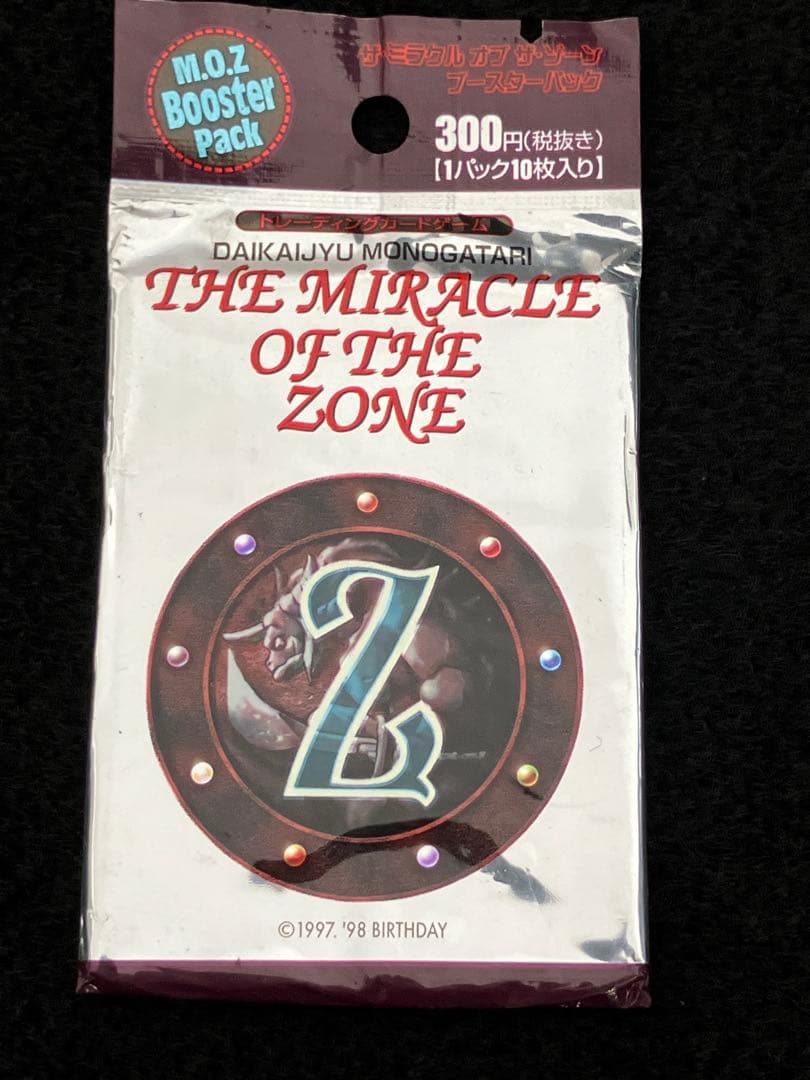 M.O.Z
Booster
Pack
ザ・ミラクル オブ ザ・ゾーン
ブースターパック
300円(税抜き)
【1パック10枚入り】
トレーディングカードゲーム
DAIKAIJYU MONOGATARI
THE MIRACLE
OF THE
ZONE
Z
©1997. '98 BIRTHDAY